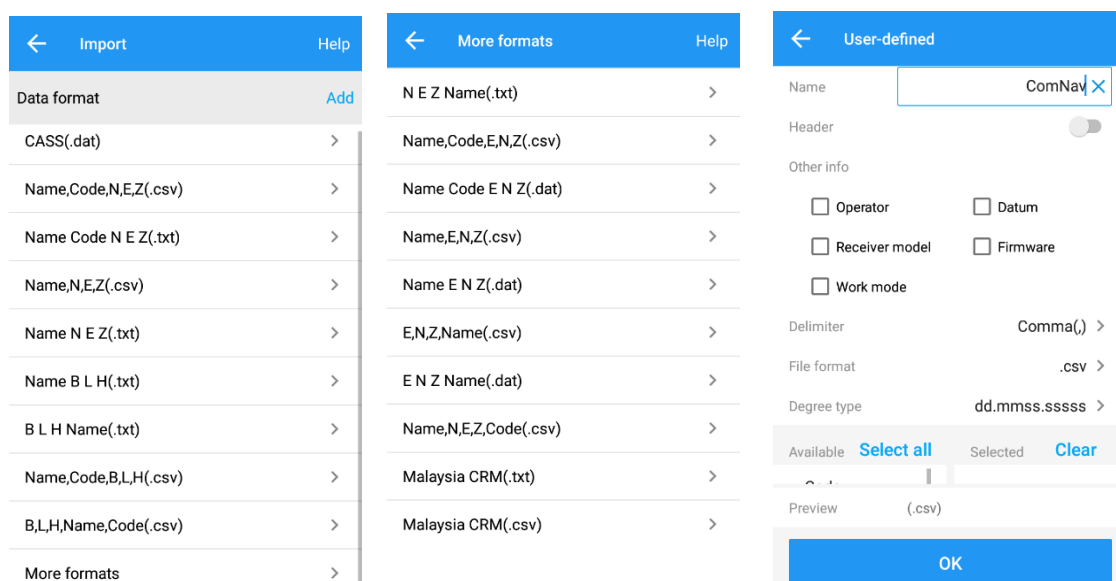 Import Help
Data format Add
CASS(.dat)
Name,Code,N,E,Z(.csv)
Name Code N E Z(.txt)
Name,N,E,Z(.csv)
Name N E Z(.txt)
Name B L H(.txt)
B L H Name(.txt)
Name,Code,B,L,H(.csv)
B,L,H,Name,Code(.csv)
More formats
More formats Help
N E Z Name(.txt)
Name,Code,E,N,Z(.csv)
Name Code E N Z(.dat)
Name,E,N,Z(.csv)
Name E N Z(.dat)
E,N,Z,Name(.csv)
E N Z Name(.dat)
Name,N,E,Z,Code(.csv)
Malaysia CRM(.txt)
Malaysia CRM(.csv)
User-defined
Name ComNav
Header
Other info
Operator Datum
Receiver model Firmware
Work mode
Delimiter Comma(,)
File format .csv
Degree type dd.mmss.sssss
Available Select all Selected Clear
Preview (.csv)
OK